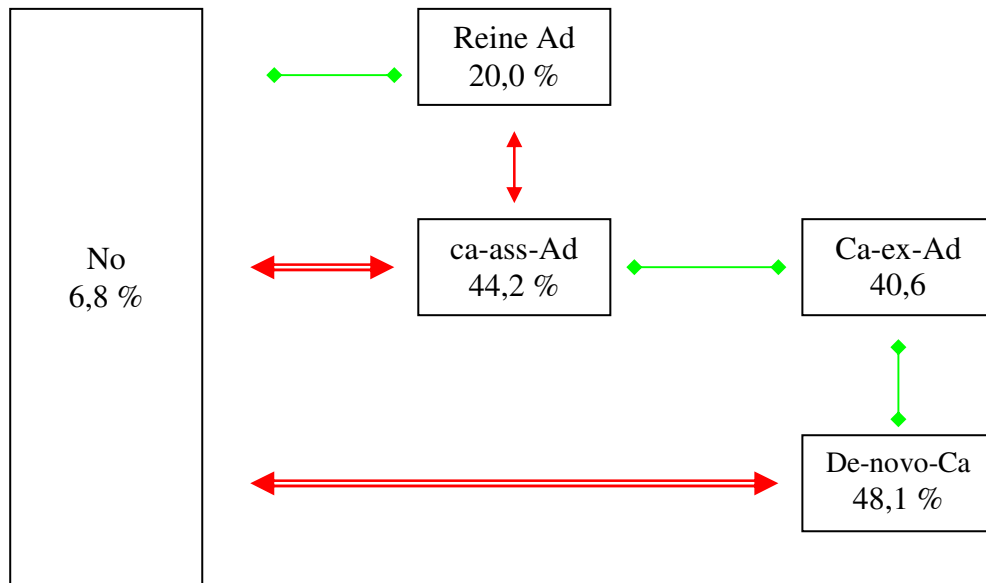 Reine Ad
20,0 %
No
6,8 %
ca-ass-Ad
44,2 %
Ca-ex-Ad
40,6
De-novo-Ca
48,1 %